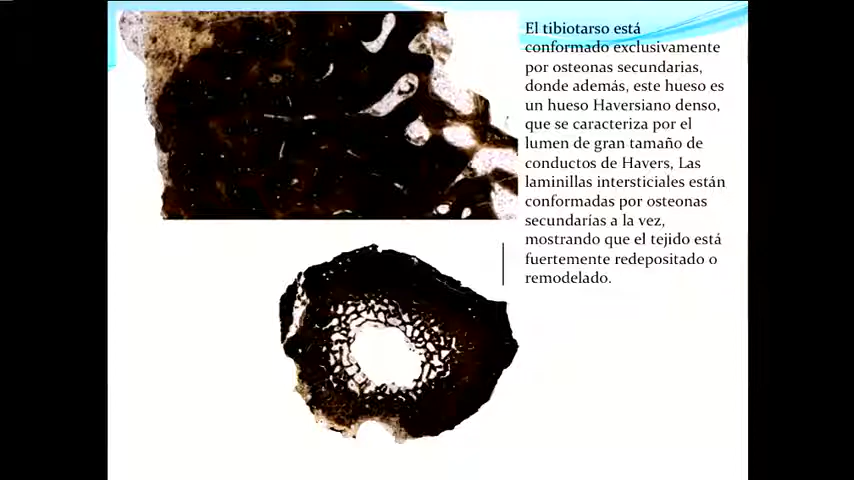 El tibiotarso está
conformado exclusivamente
por osteonas secundarias,
donde además, este hueso es
un hueso Haversiano denso,
que se caracteriza por el
lumen de gran tamaño de
conductos de Havers, Las
laminillas intersticiales están
conformadas por osteonas
secundarías a la vez,
mostrando que el tejido está
fuertemente redepositado o
remodelado.